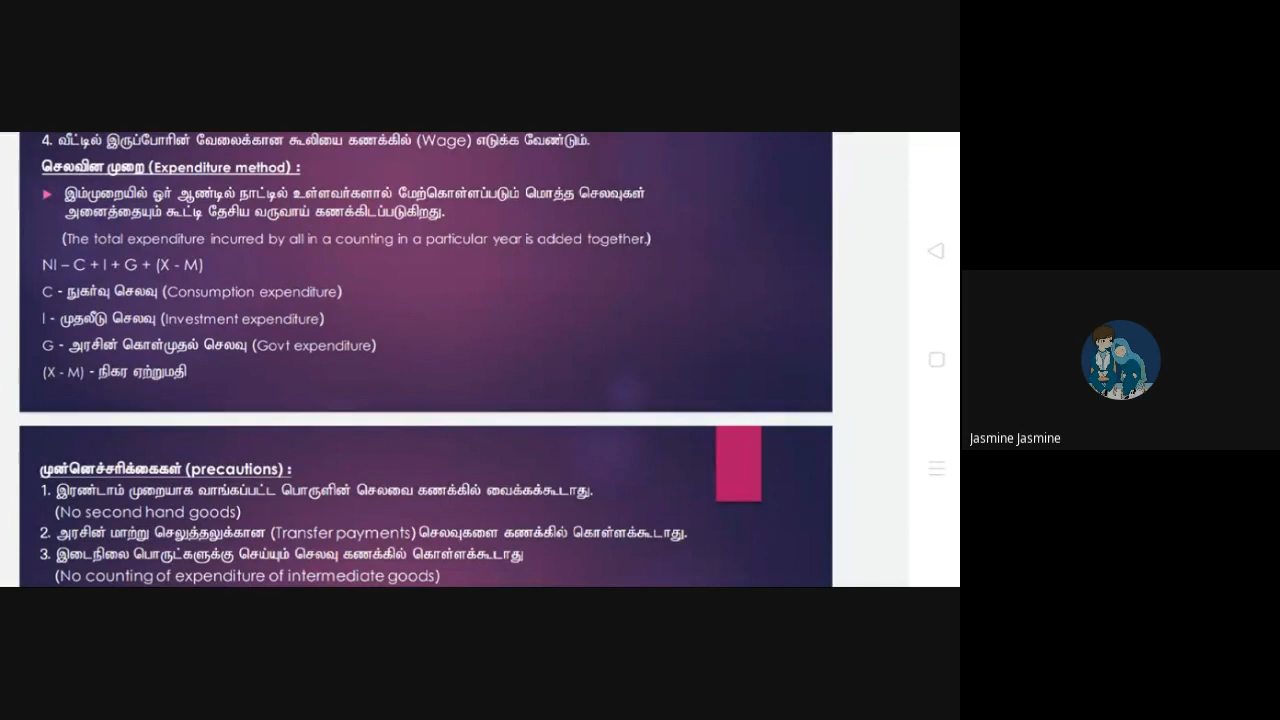 4. வீட்டில் இருப்போரின் வேலைக்கான கூலியை கணக்கில் (Wage) எடுக்க வேண்டும்.
செலவின முறை (Expenditure method) :
இம்முறையில் ஓர் ஆண்டில் நாட்டில் உள்ளவர்களால் மேற்கொள்ளப்படும் மொத்த செலவுகள்
அனைத்தையும் கூட்டி தேசிய வருவாய் கணக்கிடப்படுகிறது.
(The total expenditure incurred by all in a counting in a particular year is added together.)
NI – C + I + G + (X - M)
C - நுகர்வு செலவு (Consumption expenditure)
I - முதலீடு செலவு (Investment expenditure)
G - அரசின் கொள்முதல் செலவு (Govt expenditure)
(X - M) - நிகர ஏற்றுமதி
முன்னெச்சரிக்கைகள் (precautions) :
1. இரண்டாம் முறையாக வாங்கப்பட்ட பொருளின் செலவை கணக்கில் வைக்கக்கூடாது.
(No second hand goods)
2. அரசின் மாற்று செலுத்தலுக்கான (Transfer payments) செலவுகளை கணக்கில் கொள்ளக்கூடாது.
3. இடைநிலை பொருட்களுக்கு செய்யும் செலவு கணக்கில் கொள்ளக்கூடாது
(No counting of expenditure of intermediate goods)
Jasmine Jasmine